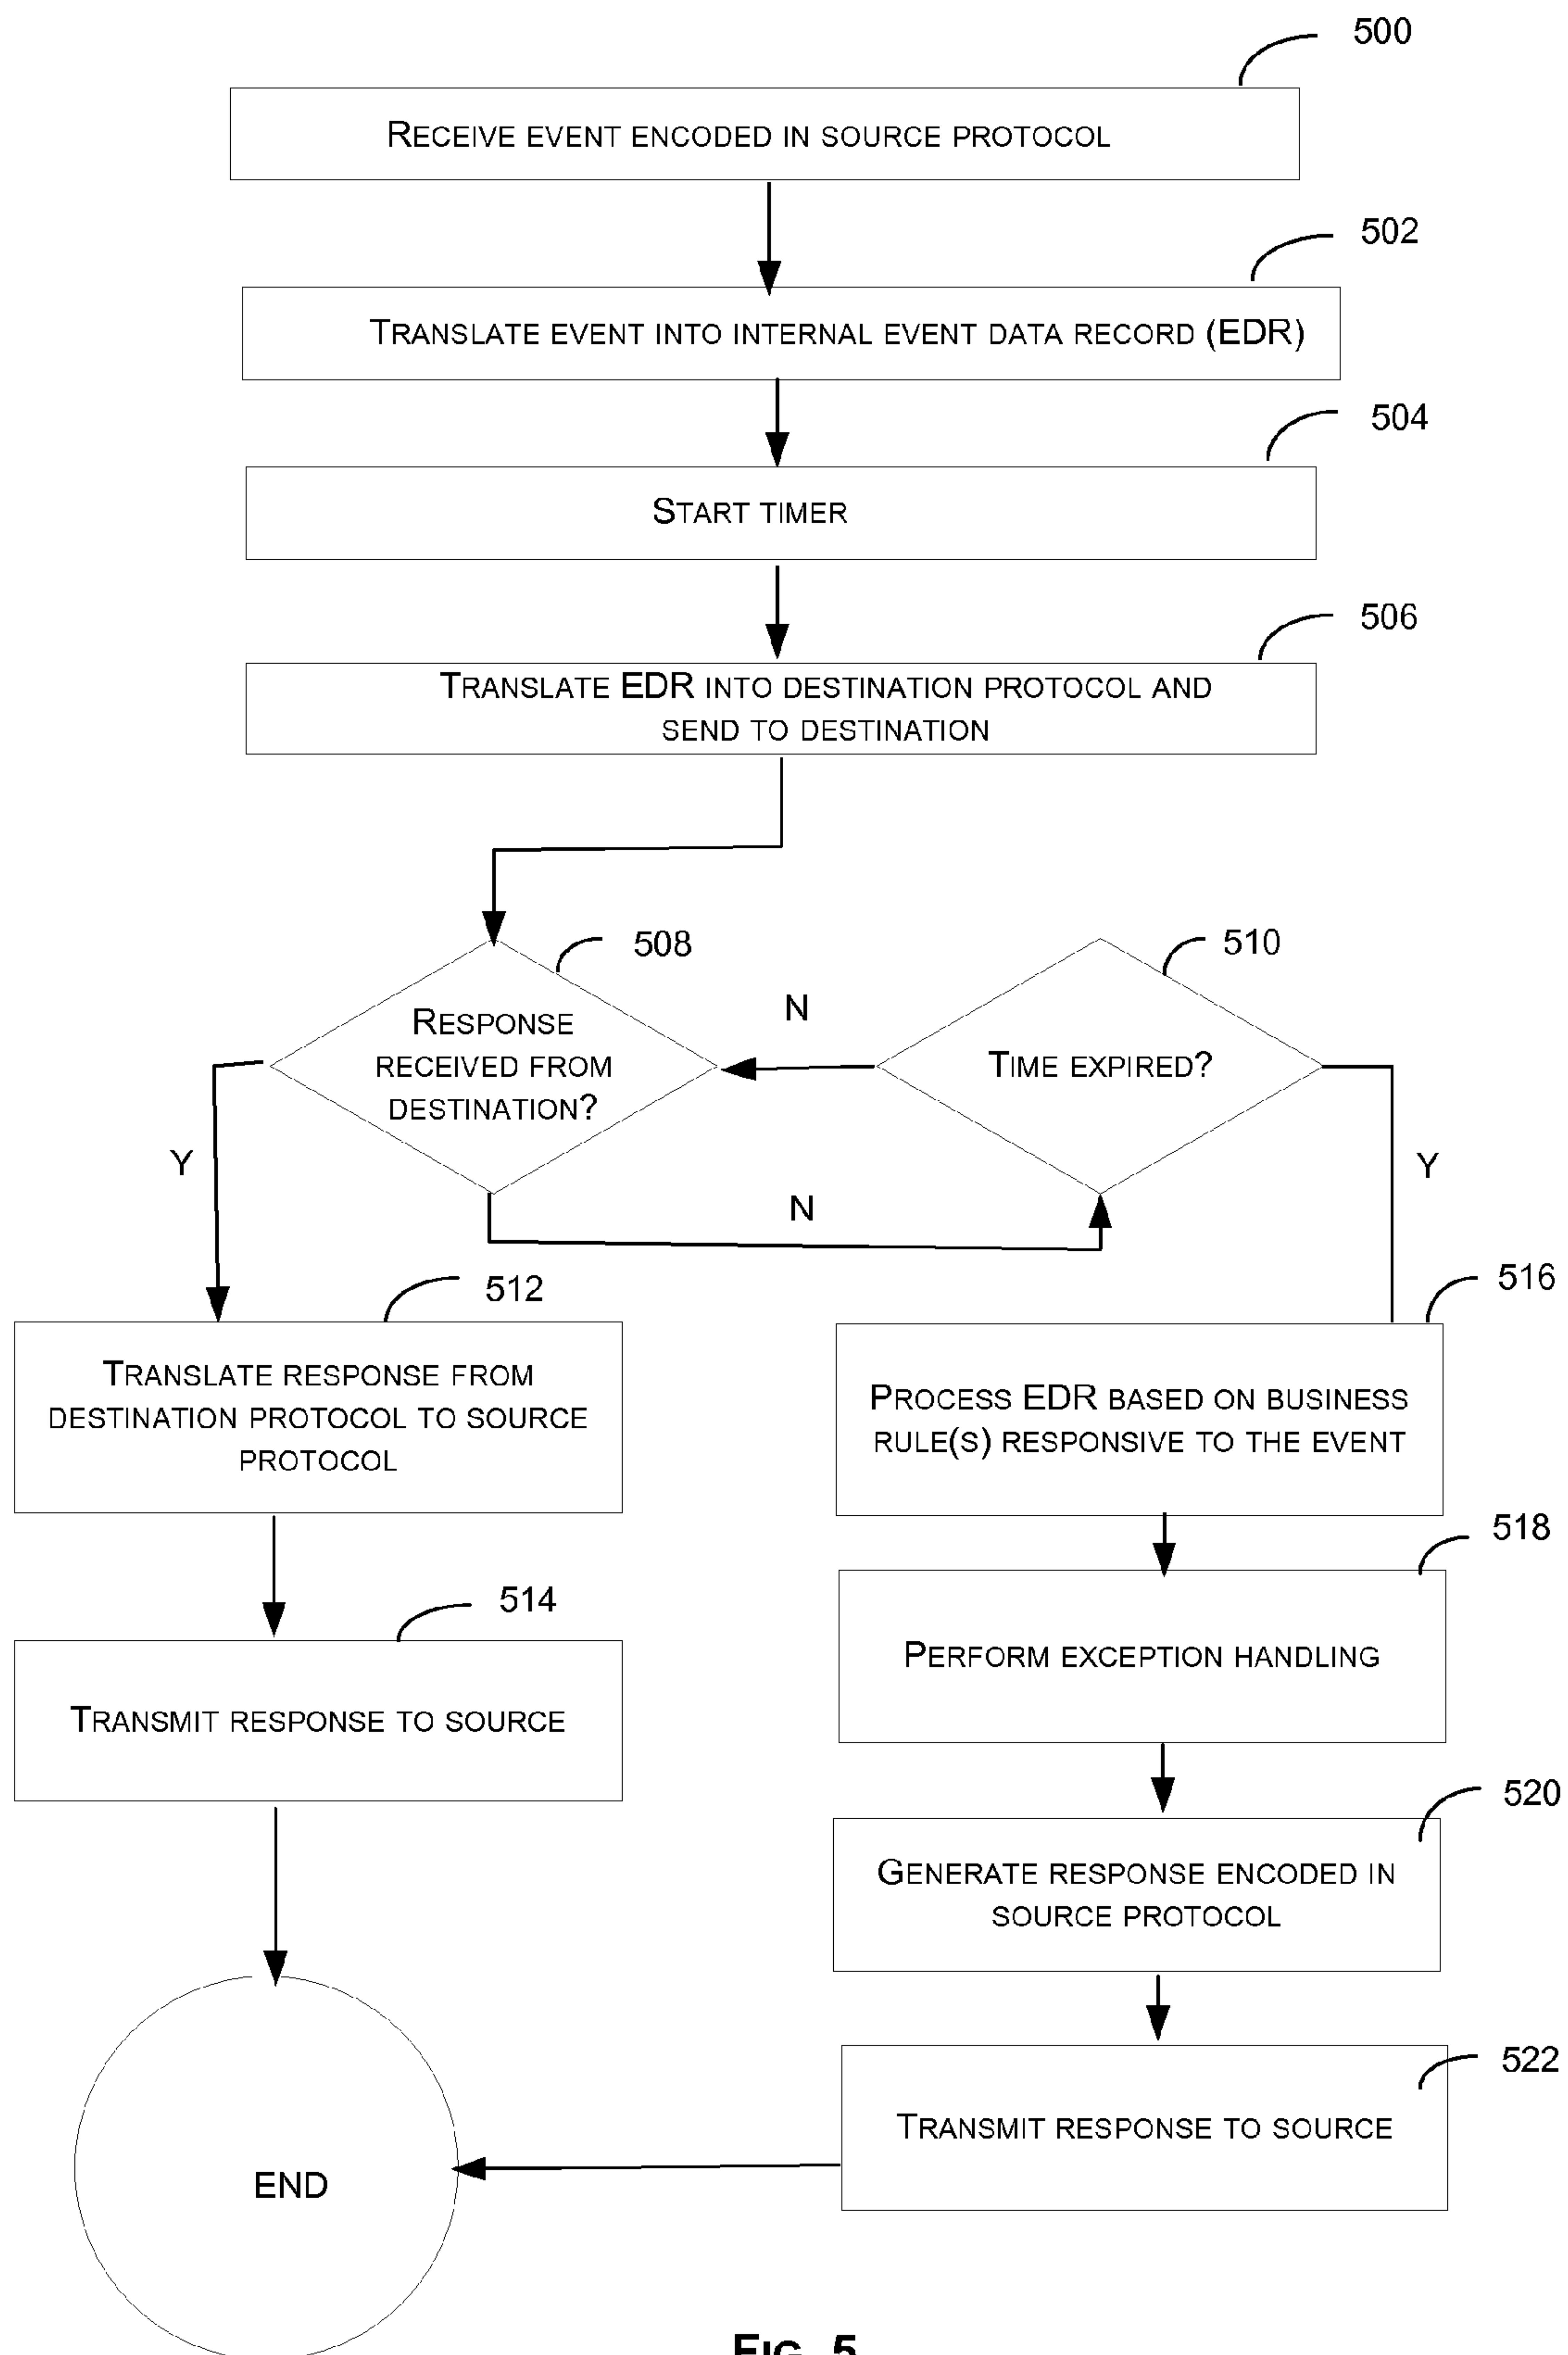 500
RECEIVE EVENT ENCODED IN SOURCE PROTOCOL
502
TRANSLATE EVENT INTO INTERNAL EVENT DATA RECORD (EDR)
504
START TIMER
506
TRANSLATE EDR INTO DESTINATION PROTOCOL AND
SEND TO DESTINATION
508
510
N
RESPONSE
RECEIVED FROM
DESTINATION?
TIME EXPIRED?
Y
Y
N
512
516
TRANSLATE RESPONSE FROM
DESTINATION PROTOCOL TO SOURCE
PROTOCOL
PROCESS EDR BASED ON BUSINESS
RULE(S) RESPONSIVE TO THE EVENT
518
514
PERFORM EXCEPTION HANDLING
TRANSMIT RESPONSE TO SOURCE
520
GENERATE RESPONSE ENCODED IN
SOURCE PROTOCOL
522
TRANSMIT RESPONSE TO SOURCE
END
FIG. 5